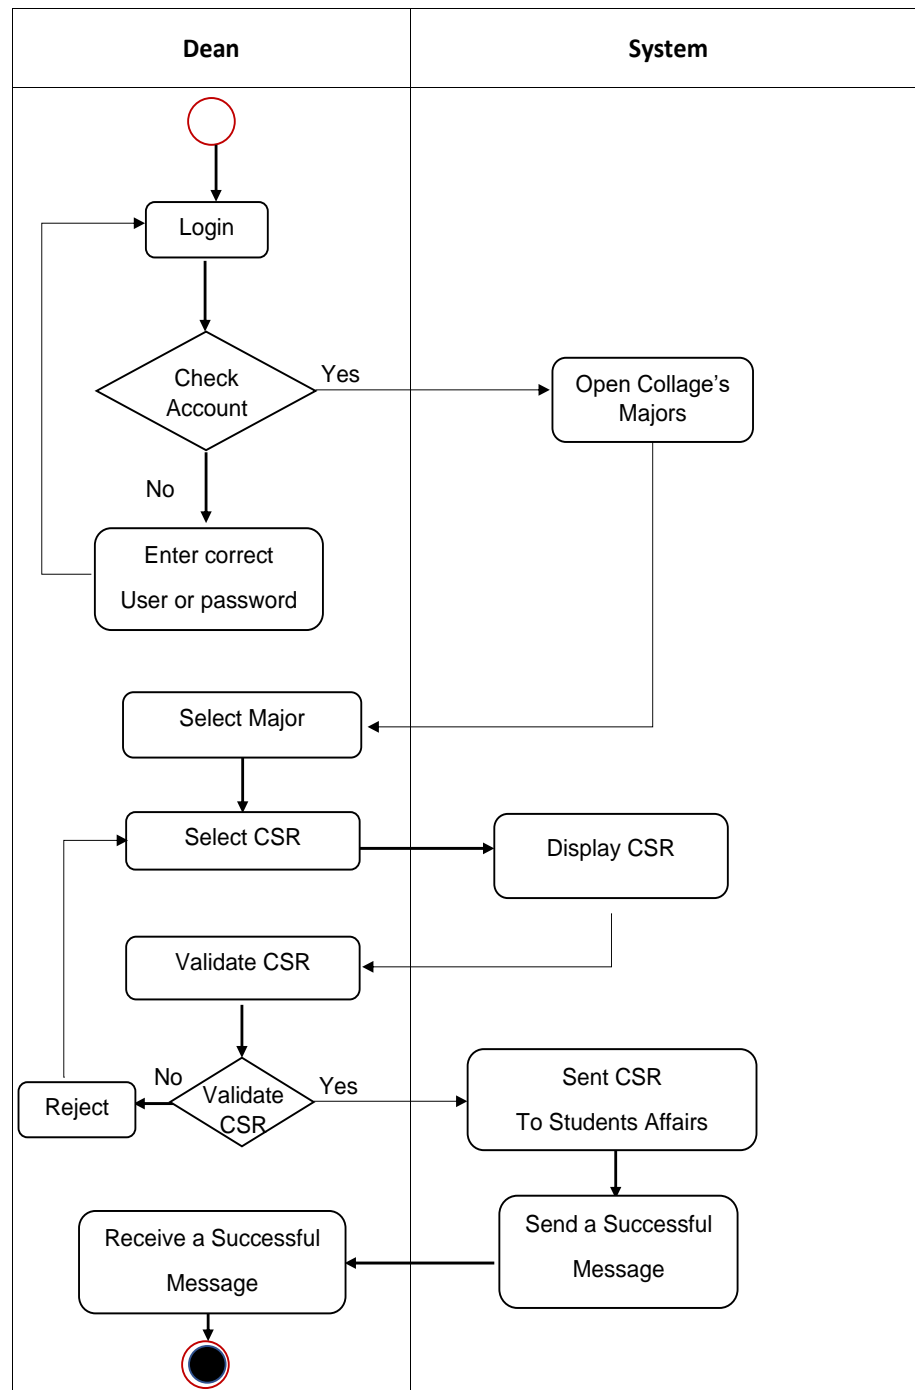 Dean
System
Login
Check
Account
Yes
Open Collage's
Majors
No
Enter correct
User or password
Select Major
Select CSR
Display CSR
Validate CSR
No
Validate
CSR
Yes
Reject
Sent CSR
To Students Affairs
Send a Successful
Message
Receive a Successful
Message